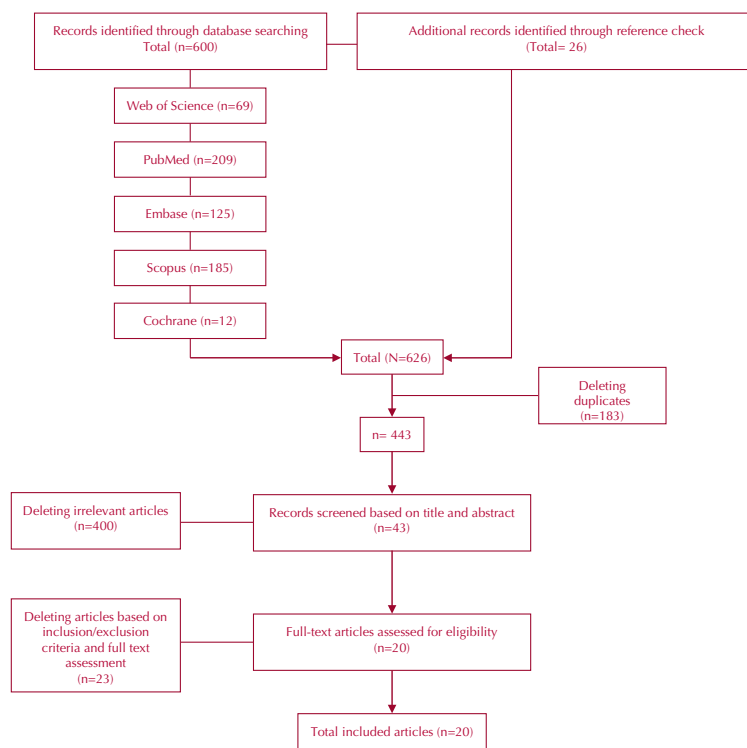 Records identified through database searching
Total (n=600)
Additional records identified through reference check
(Total= 26)
Web of Science (n=69)
PubMed (n=209)
Embase (n=125)
Scopus (n=185)
Cochrane (n=12)
Total (N=626)
Deleting
duplicates
(n=183)
n= 443
Deleting irrelevant articles
(n=400)
Records screened based on title and abstract
(n=43)
Deleting articles based on
inclusion/exclusion
criteria and full text
assessment
(n=23)
Full-text articles assessed for eligibility
(n=20)
Total included articles (n=20)